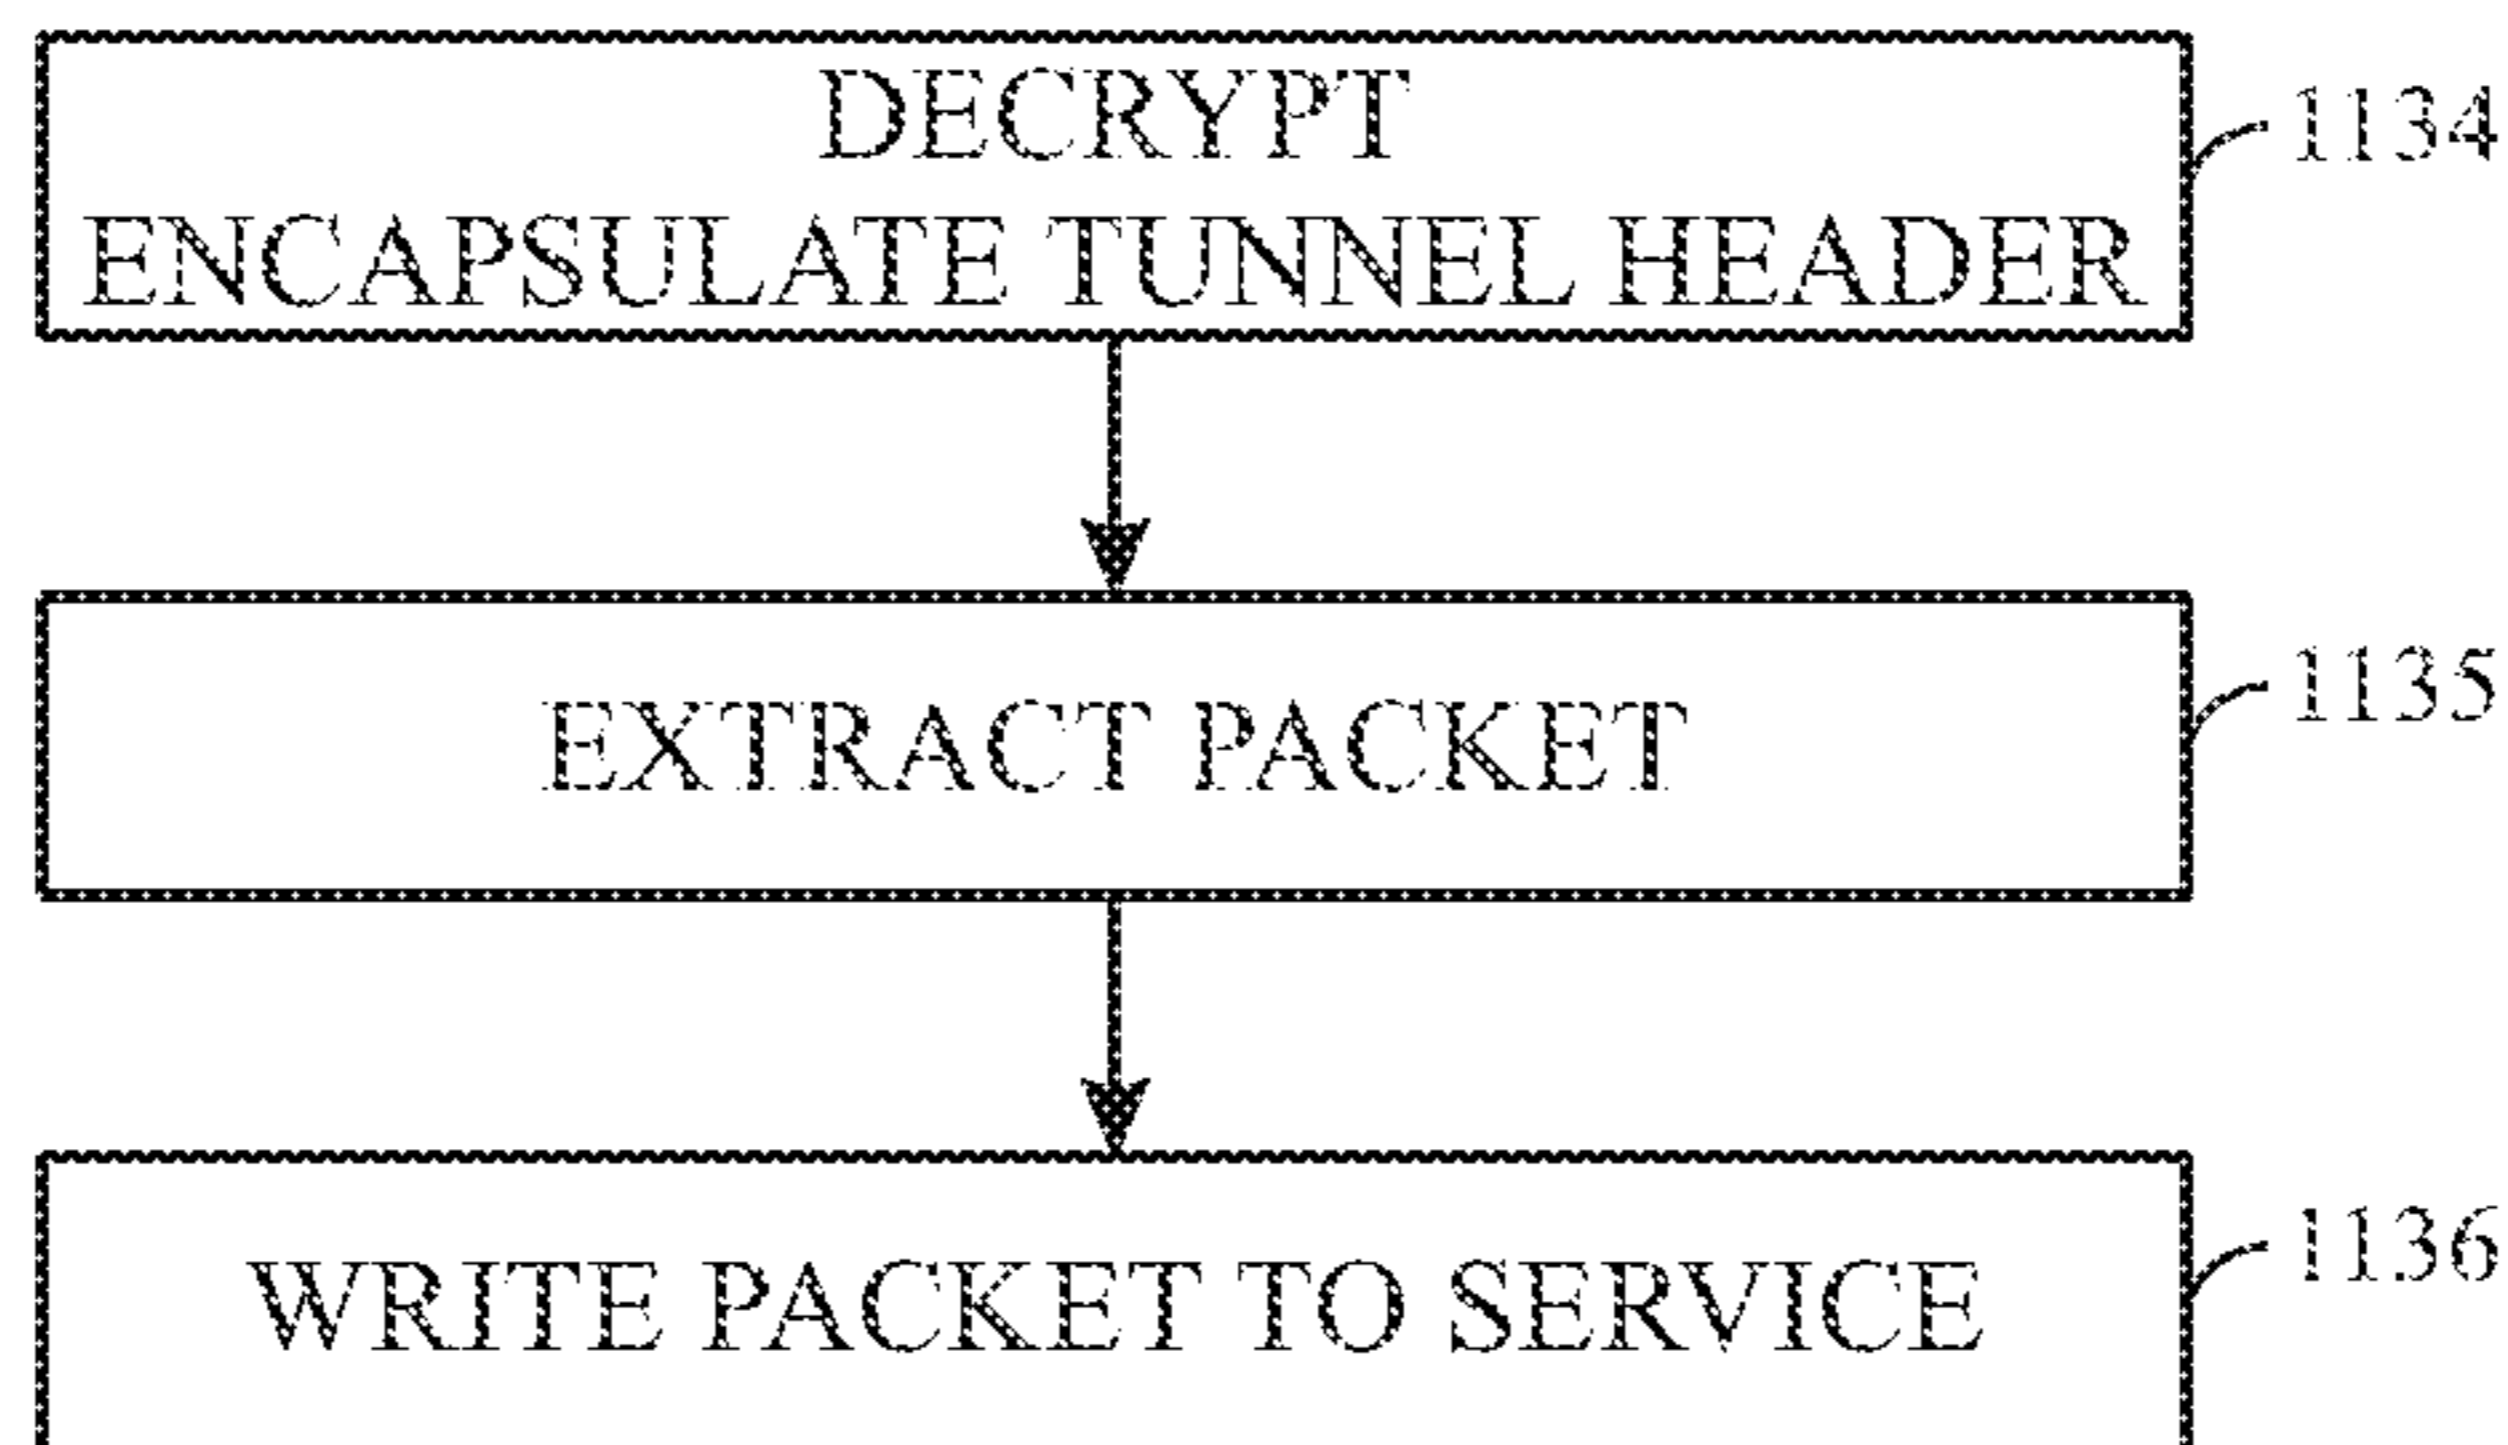 DECRYPT
ENCAPSULATE TUNNEL HEADER
1134
EXTRACT PACKET
1135
WRITE PACKET TO SERVICE
1136